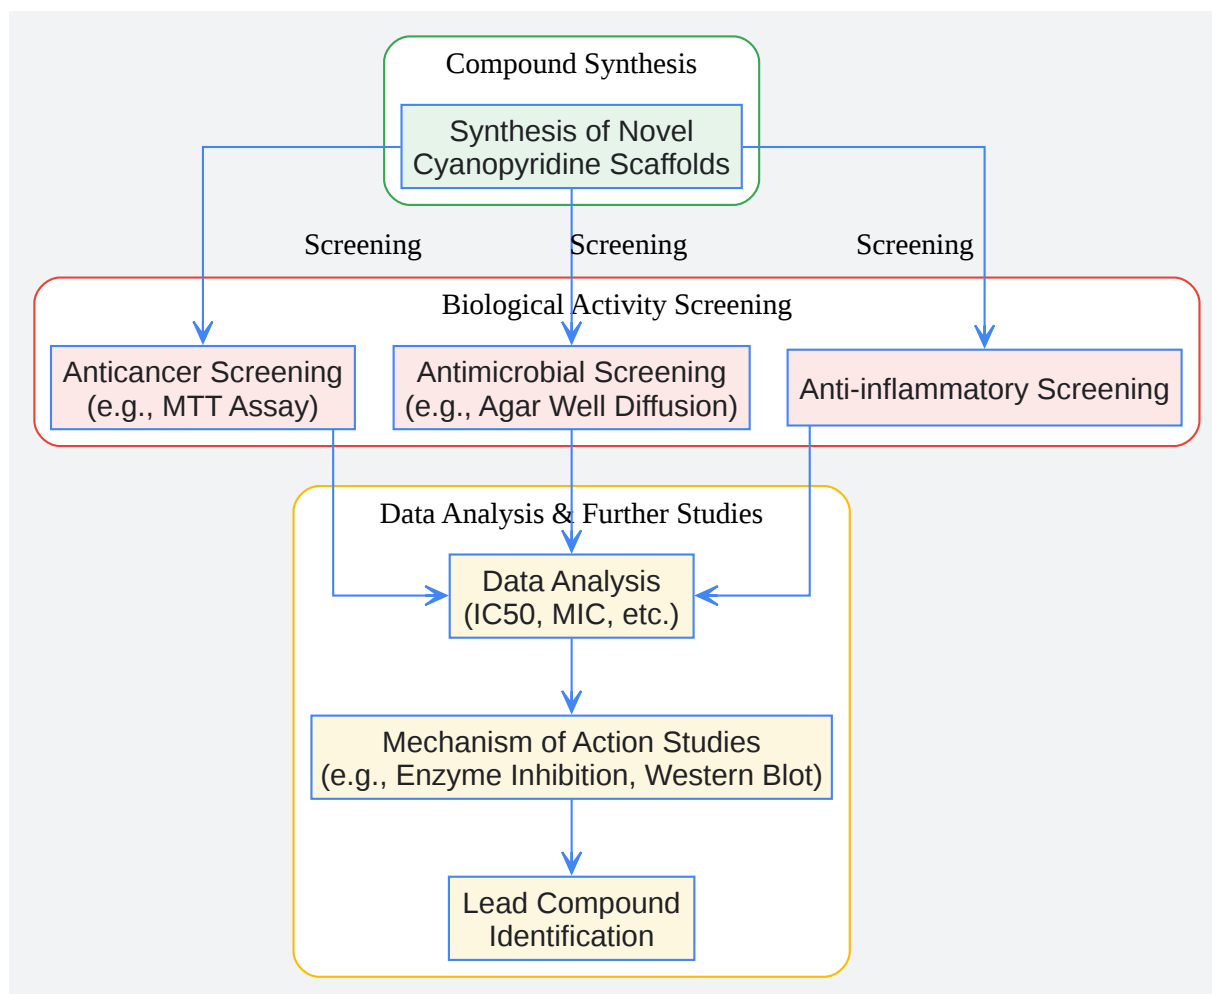 Compound Synthesis
Synthesis of Novel
Cyanopyridine Scaffolds
Screening
Screening
Screening
Biological Activity Screening
Anticancer Screening
(e.g., MTT Assay)
Antimicrobial Screening
(e.g., Agar Well Diffusion)
Anti-inflammatory Screening
Data Analysis & Further Studies
Data Analysis
(IC50, MIC, etc.)
Mechanism of Action Studies
(e.g., Enzyme Inhibition, Western Blot)
Lead Compound
Identification